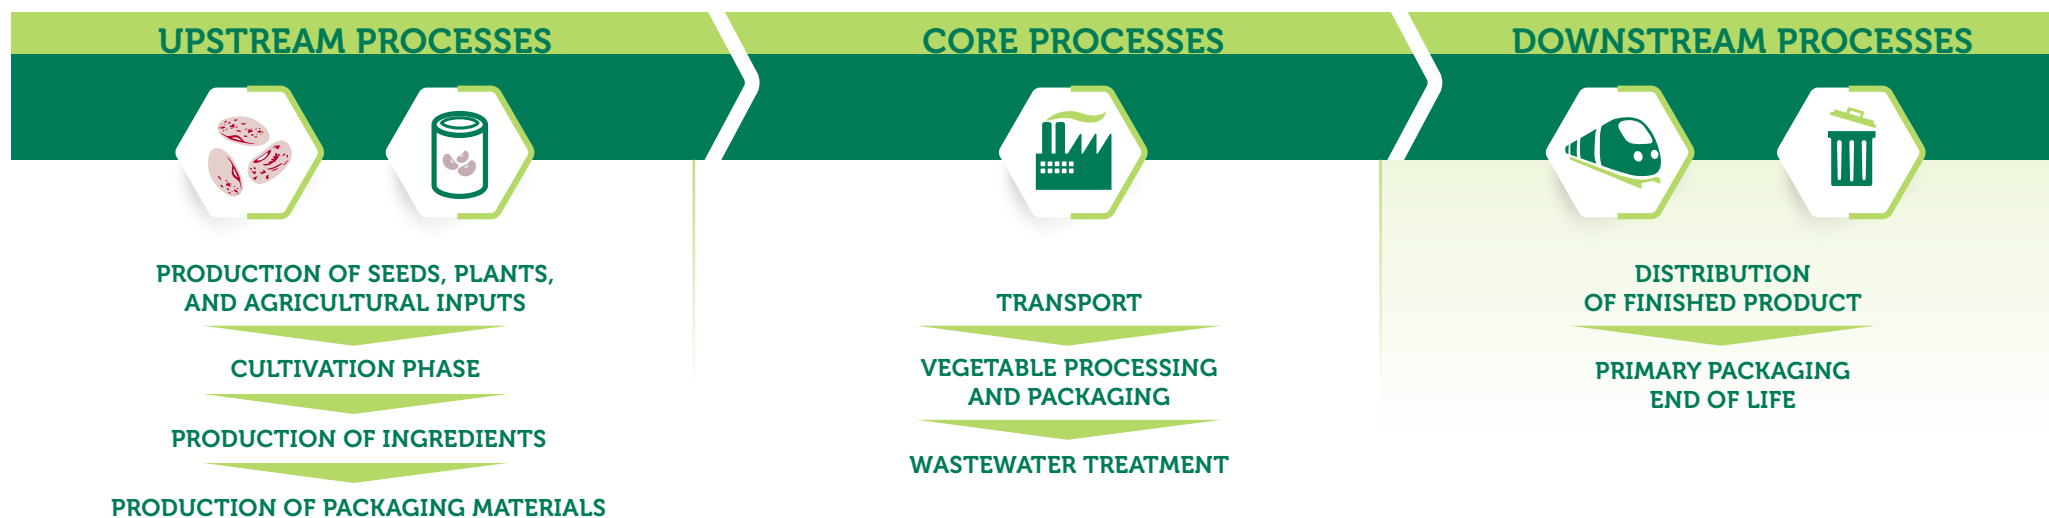 UPSTREAM PROCESSES
PRODUCTION OF SEEDS, PLANTS,
AND AGRICULTURAL INPUTS
CULTIVATION PHASE
PRODUCTION OF INGREDIENTS
PRODUCTION OF PACKAGING MATERIALS
CORE PROCESSES
TRANSPORT
VEGETABLE PROCESSING
AND PACKAGING
WASTEWATER TREATMENT
DOWNSTREAM PROCESSES
DISTRIBUTION
OF FINISHED PRODUCT
PRIMARY PACKAGING
END OF LIFE